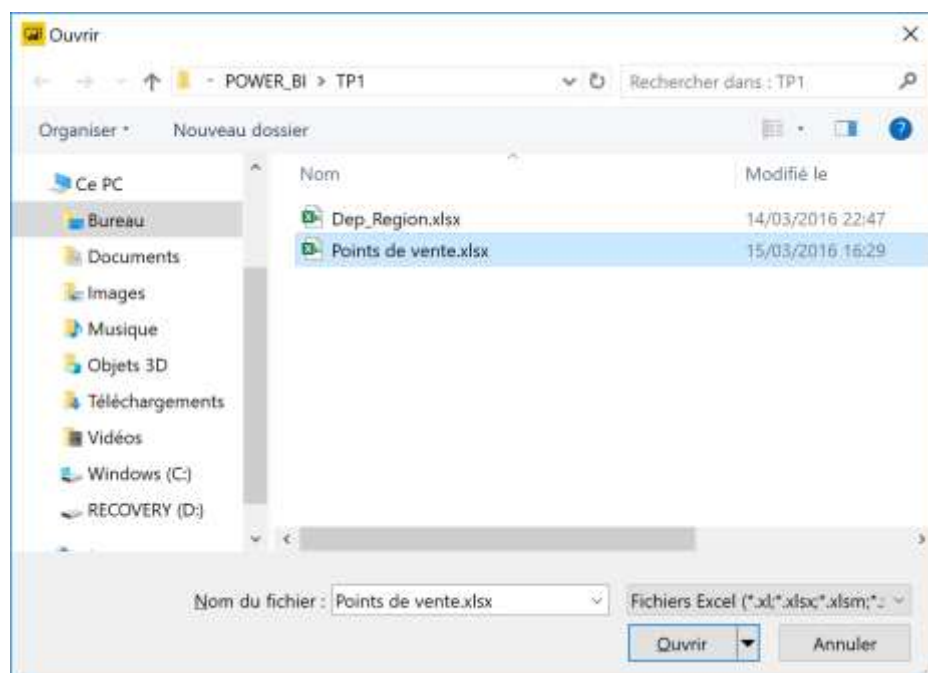 Ouvrir
POWER_BI > TP1
Rechercher dans : TP1
Organiser
Nouveau dossier
Nom
Modifié le
Ce PC
Bureau
Documents
Images
Musique
Objets 3D
Téléchargements
Vidéos
Windows (C:)
RECOVERY (D:)
Dep_Region.xlsx 14/03/2016 22:47
Points de vente.xlsx 15/03/2016 16:29
Nom du fichier : Points de vente.xlsx
Fichiers Excel (*.xl;*.xlsx;*.xlsm;*.
Ouvrir
Annuler